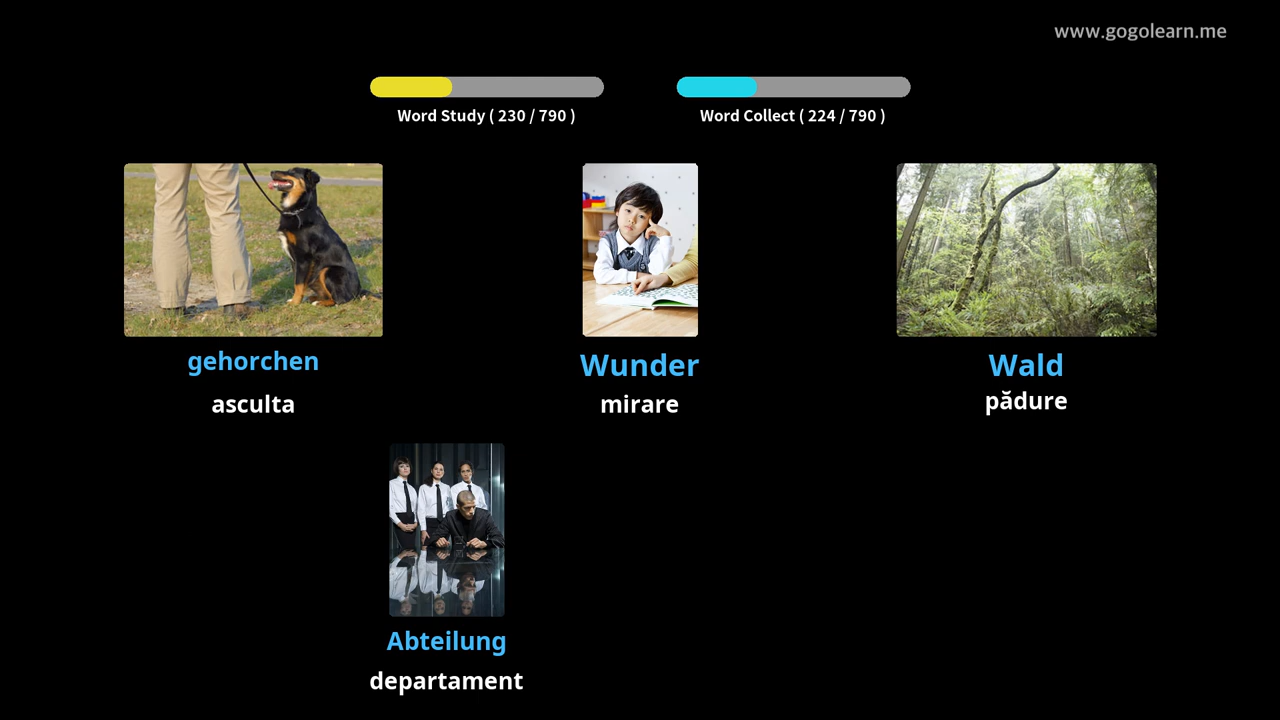 www.gogolearn.me
Word Study ( 230 / 790 )
Word Collect ( 224 / 790 )
gehorchen
asculta
Wunder
mirare
Wald
pădure
Abteilung
departament